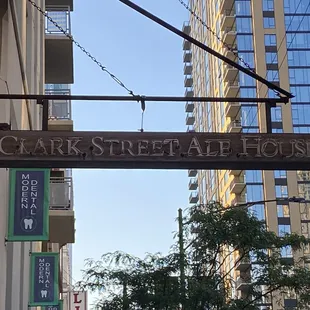 Clark Street Ale House
MODERN
DENTAL
MODERN
DENTAL